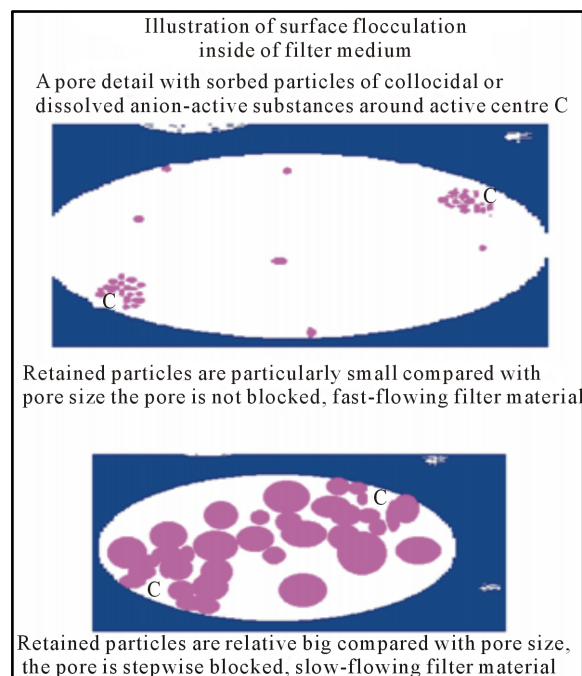 Illustration of surface flocculation
inside of filter medium
A pore detail with sorbed particles of collocidal or
dissolved anion-active substances around active centre C
C
C
Retained particles are particularly small compared with
pore size the pore is not blocked, fast-flowing filter material
C
C
Retained particles are relative big compared with pore size,
the pore is stepwise blocked, slow-flowing filter material